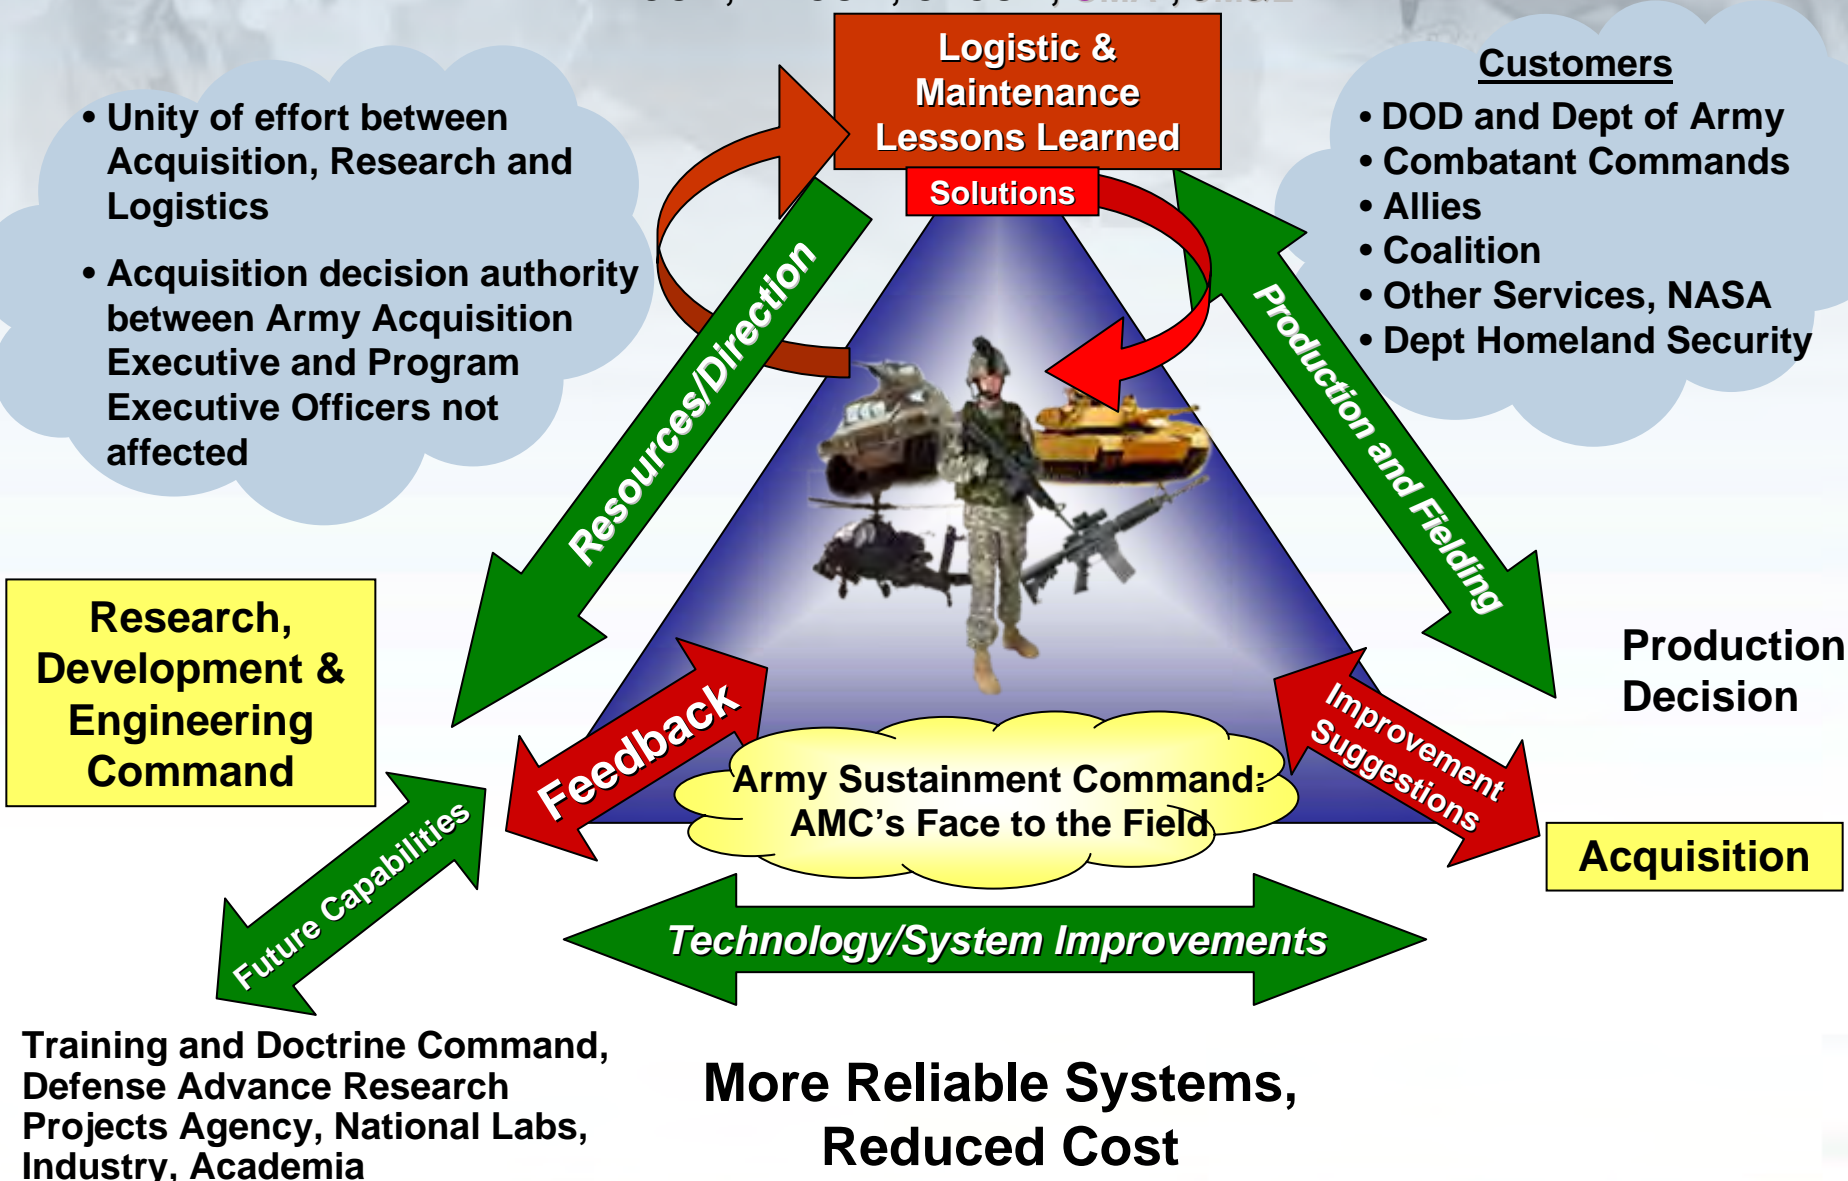 Logistic &
Maintenance
Lessons Learned
Solutions
• Unity of effort between
Acquisition, Research and
Logistics
• Acquisition decision authority
between Army Acquisition
Executive and Program
Executive Officers not
affected
Customers
• DOD and Dept of Army
• Combatant Commands
• Allies
• Coalition
• Other Services, NASA
• Dept Homeland Security
Resources/Direction
Production and Fielding
Research,
Development &
Engineering
Command
Production
Decision
Feedback
Improvement
Suggestions
Army Sustainment Command:
AMC's Face to the Field
Acquisition
Future Capabilities
Technology/System Improvements
Training and Doctrine Command,
Defense Advance Research
Projects Agency, National Labs,
Industry, Academia
More Reliable Systems,
Reduced Cost